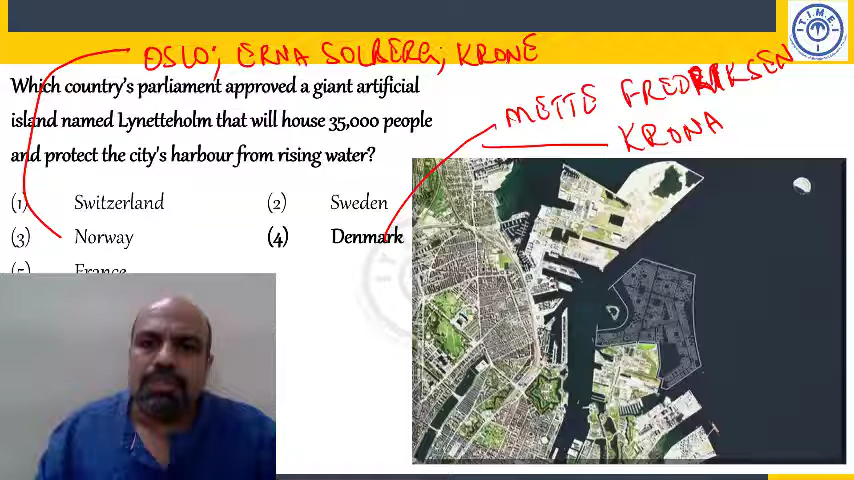 T.I.M.E.
OSLO; ERNA SOLBERG; KRONE
METTE FREDRIKSEN
KRONA
Which country's parliament approved a giant artificial
island named Lynetteholm that will house 35,000 people
and protect the city's harbour from rising water?
(1) Switzerland (2) Sweden
(3) Norway (4) Denmark
(5) France